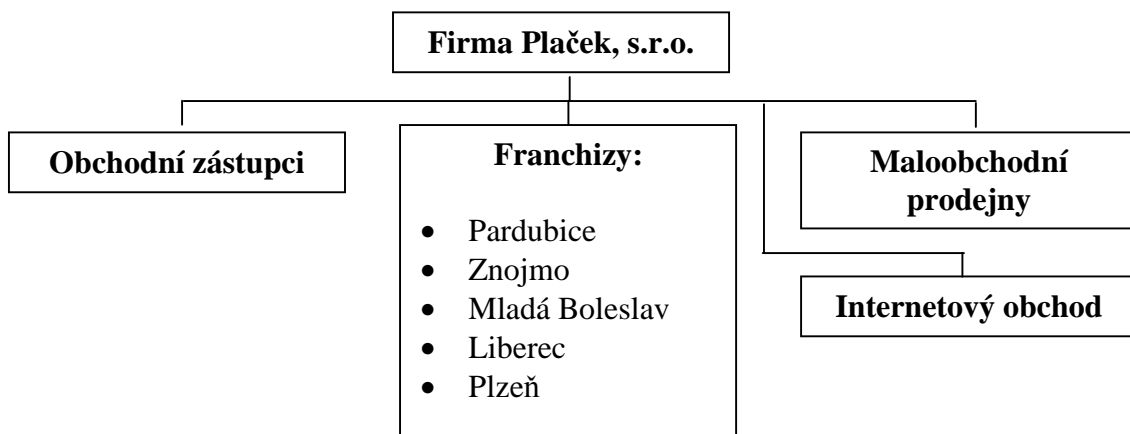 Firma Plaček, s.r.o.
Obchodní zástupci
Franchizy:
• Pardubice
• Znojmo
• Mladá Boleslav
• Liberec
• Plzeň
Maloobchodní
prodejny
Internetový obchod